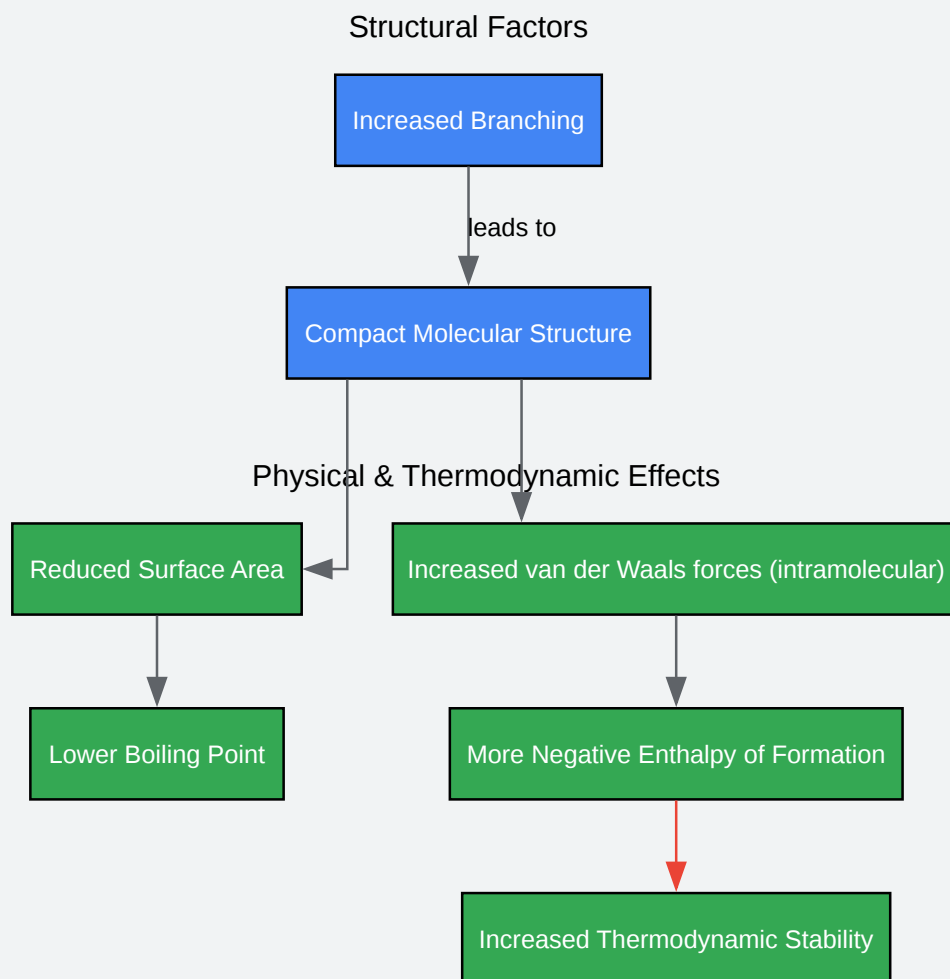 Structural Factors
Increased Branching
leads to
Compact Molecular Structure
Physical & Thermodynamic Effects
Reduced Surface Area
Increased van der Waals forces (intramolecular)
Lower Boiling Point
More Negative Enthalpy of Formation
Increased Thermodynamic Stability